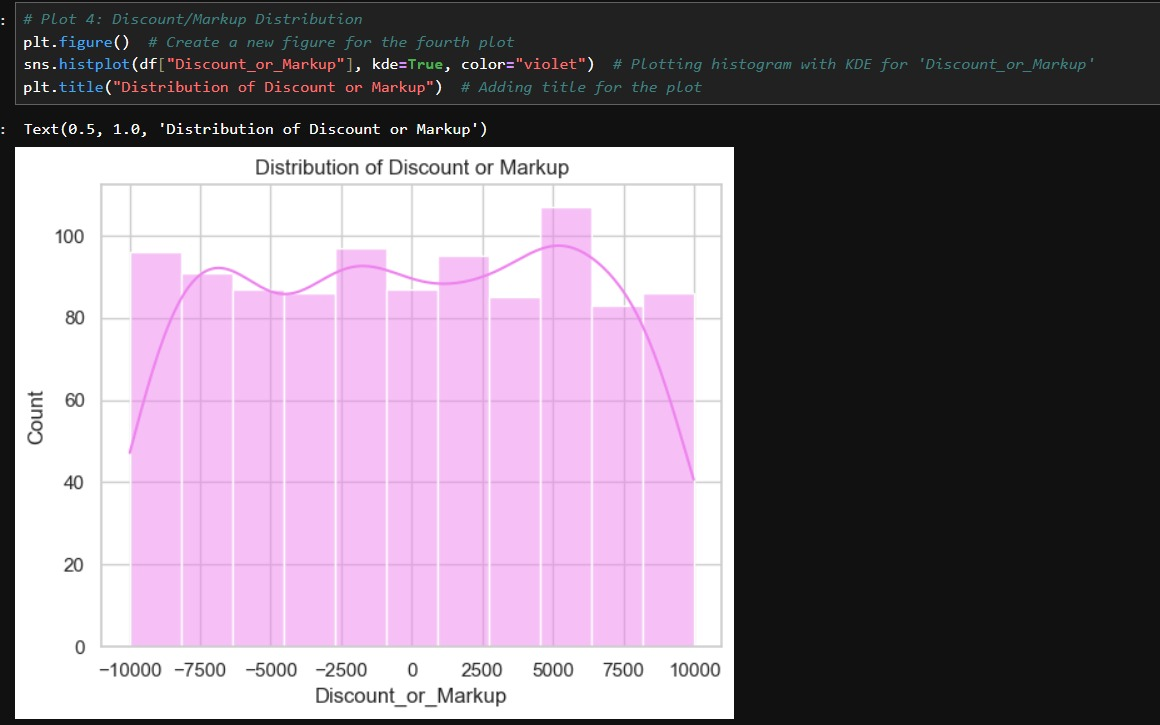 :
# Plot 4: Discount/Markup Distribution
plt.figure()  # Create a new figure for the fourth plot
sns.histplot(df["Discount_or_Markup"], kde=True, color="violet")  # Plotting histogram with KDE for 'Discount_or_Markup'
plt.title("Distribution of Discount or Markup")  # Adding title for the plot
: Text(0.5, 1.0, 'Distribution of Discount or Markup')
Distribution of Discount or Markup
100
80
60
40
20
0
Count
−10000 −7500 −5000 −2500 0 2500 5000 7500 10000
Discount_or_Markup